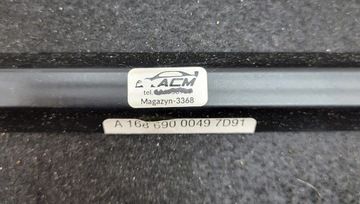 ACM
tel.
Magazyn-3368
A 168 690 0049 7D91